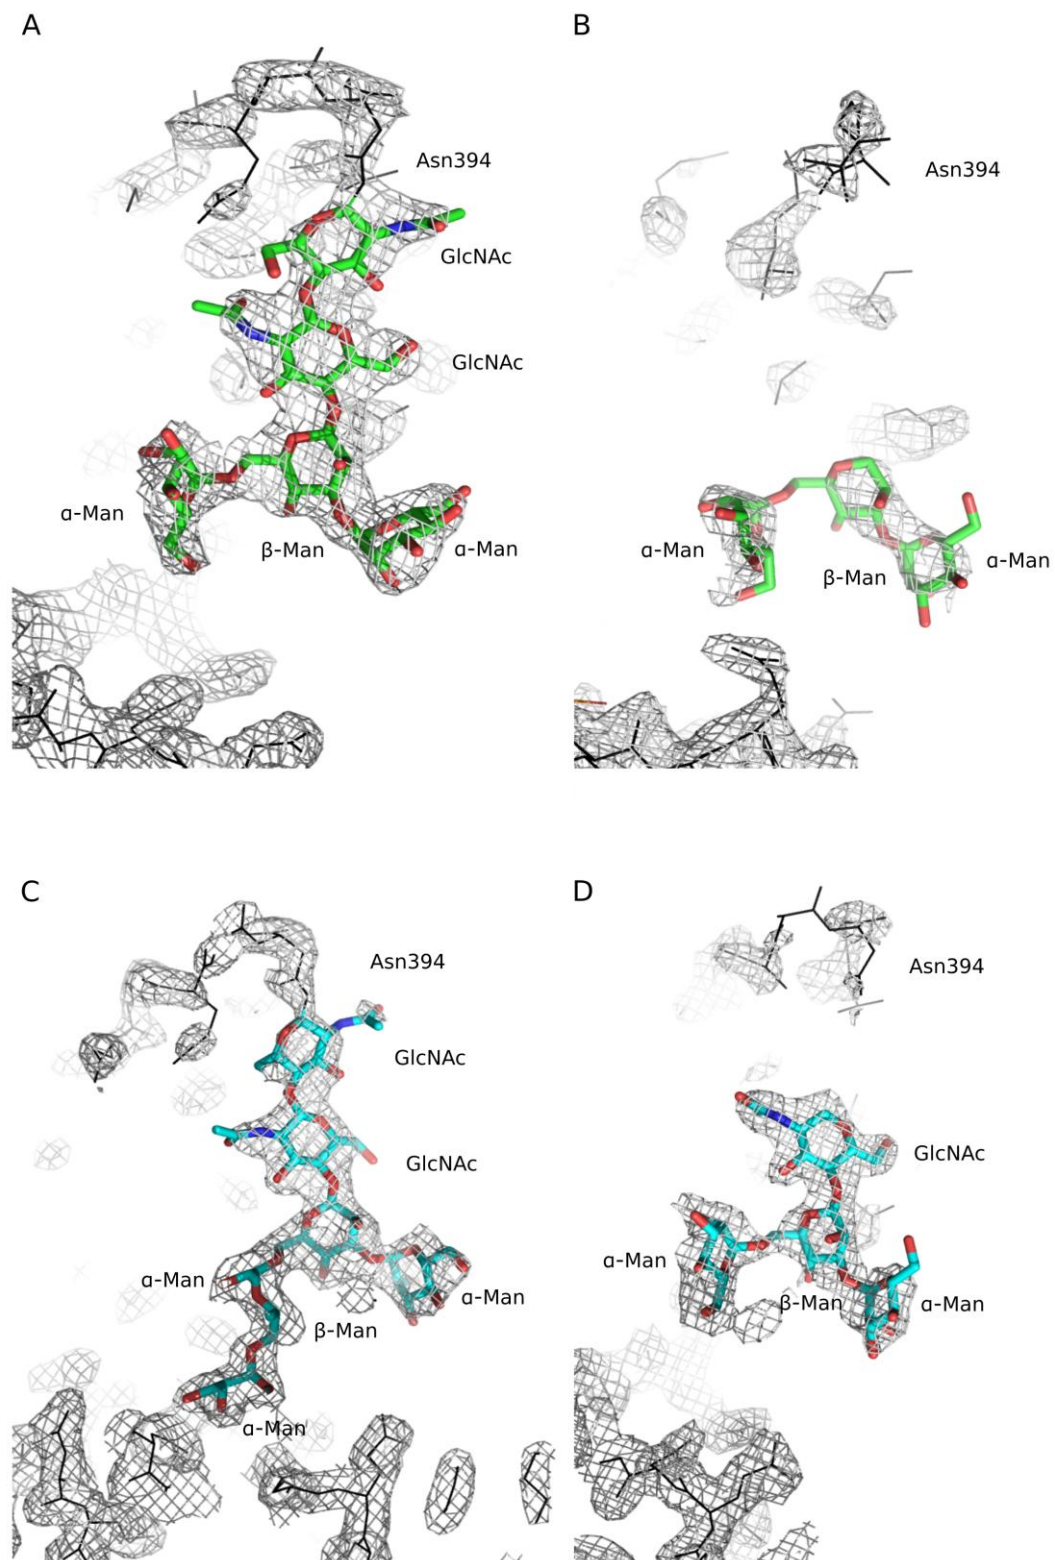 A
Asn394
GlcNAc
GlcNAc
ɑ-Man
β-Man
ɑ-Man
B
Asn394
ɑ-Man
β-Man
ɑ-Man
C
Asn394
GlcNAc
GlcNAc
ɑ-Man
ɑ-Man
β-Man
ɑ-Man
D
Asn394
GlcNAc
ɑ-Man
β-Man
ɑ-Man